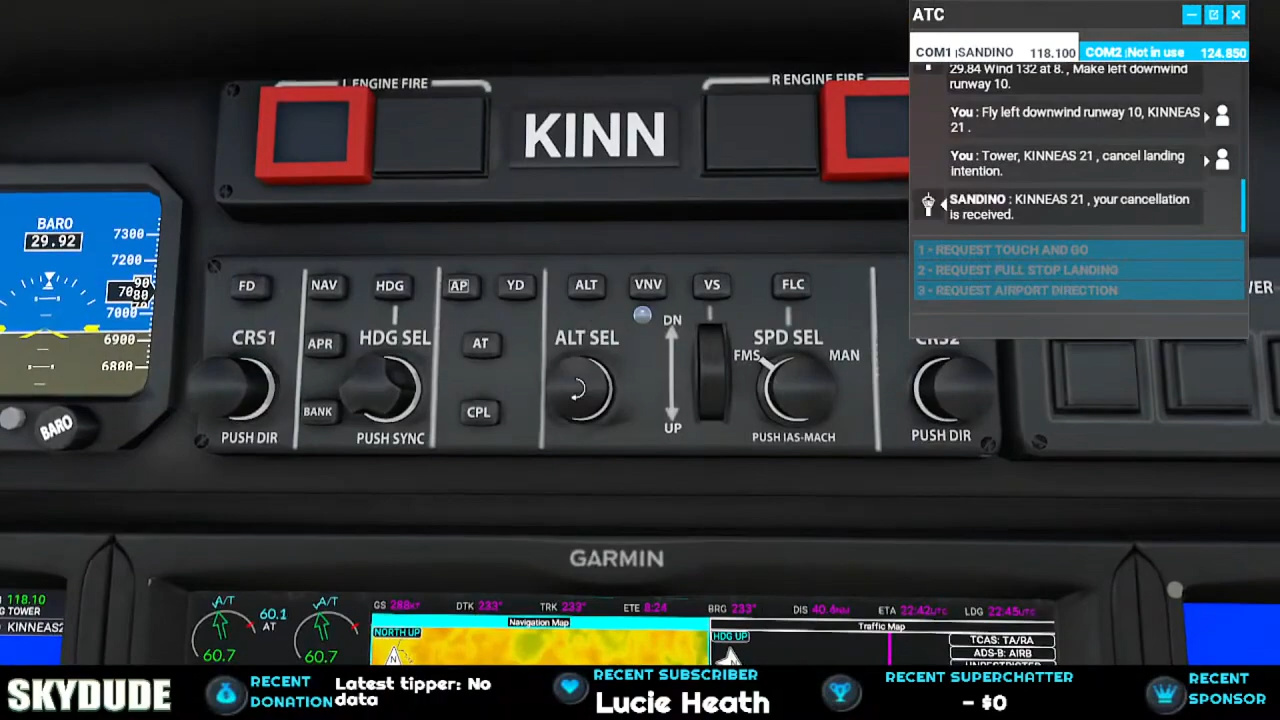 ATC
COM1 | SANDINO 118.100 COM2 | Not in use 124.850
29.84 Wind 132 at 8. , Make left downwind
runway 10.
You : Fly left downwind runway 10, KINNEAS
21 .
You : Tower, KINNEAS 21 , cancel landing
intention.
SANDINO : KINNEAS 21 , your cancellation
is received.
1 - REQUEST TOUCH AND GO
2 - REQUEST FULL STOP LANDING
3 - REQUEST AIRPORT DIRECTION
L ENGINE FIRE
R ENGINE FIRE
KINN
BARO
29.92
7300
7200
7000
6900
6800
BARO
FD NAV HDG AP YD ALT VNV VS FLC
CRS1 HDG SEL ALT SEL DN SPD SEL CRS2
APR AT FMS MAN
BANK CPL UP
PUSH DIR PUSH SYNC PUSH IAS-MACH PUSH DIR
GARMIN
118.10
TOWER
KINNEAS2
A/T 60.1 A/T
AT
60.7 60.7
GS 288KT DTK 233° TRK 233° ETE 8:24 BRG 233° DIS 40.4NM ETA 22:42UTC LDG 22:45UTC
Navigation Map Traffic Map
NORTH UP HDG UP
N
TCAS: TA/RA
ADS-B: AIRB
SKYDUDE
RECENT
DONATION
Latest tipper: No
data
RECENT SUBSCRIBER
Lucie Heath
RECENT SUPERCHATTER
- $0
RECENT
SPONSOR